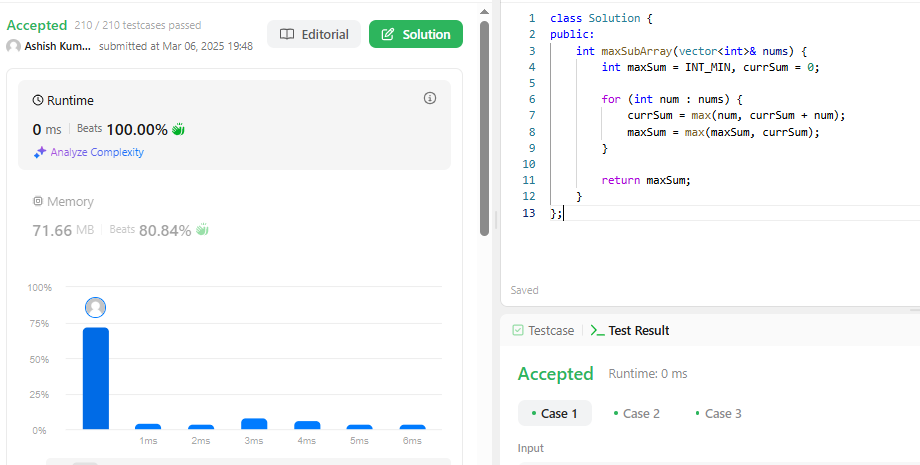 Accepted 210 / 210 testcases passed
Ashish Kum... submitted at Mar 06, 2025 19:48
Editorial
Solution
Runtime
0 ms Beats 100.00%
Analyze Complexity
Memory
71.66 MB Beats 80.84%
100%
75%
50%
25%
0%
1ms 2ms 3ms 4ms 5ms 6ms
1 class Solution {
2 public:
3     int maxSubArray(vector<int>& nums) {
4         int maxSum = INT_MIN, currSum = 0;
5
6         for (int num : nums) {
7             currSum = max(num, currSum + num);
8             maxSum = max(maxSum, currSum);
9         }
10
11         return maxSum;
12     }
13 };
Saved
Testcase
Test Result
Accepted Runtime: 0 ms
Case 1 Case 2 Case 3
Input